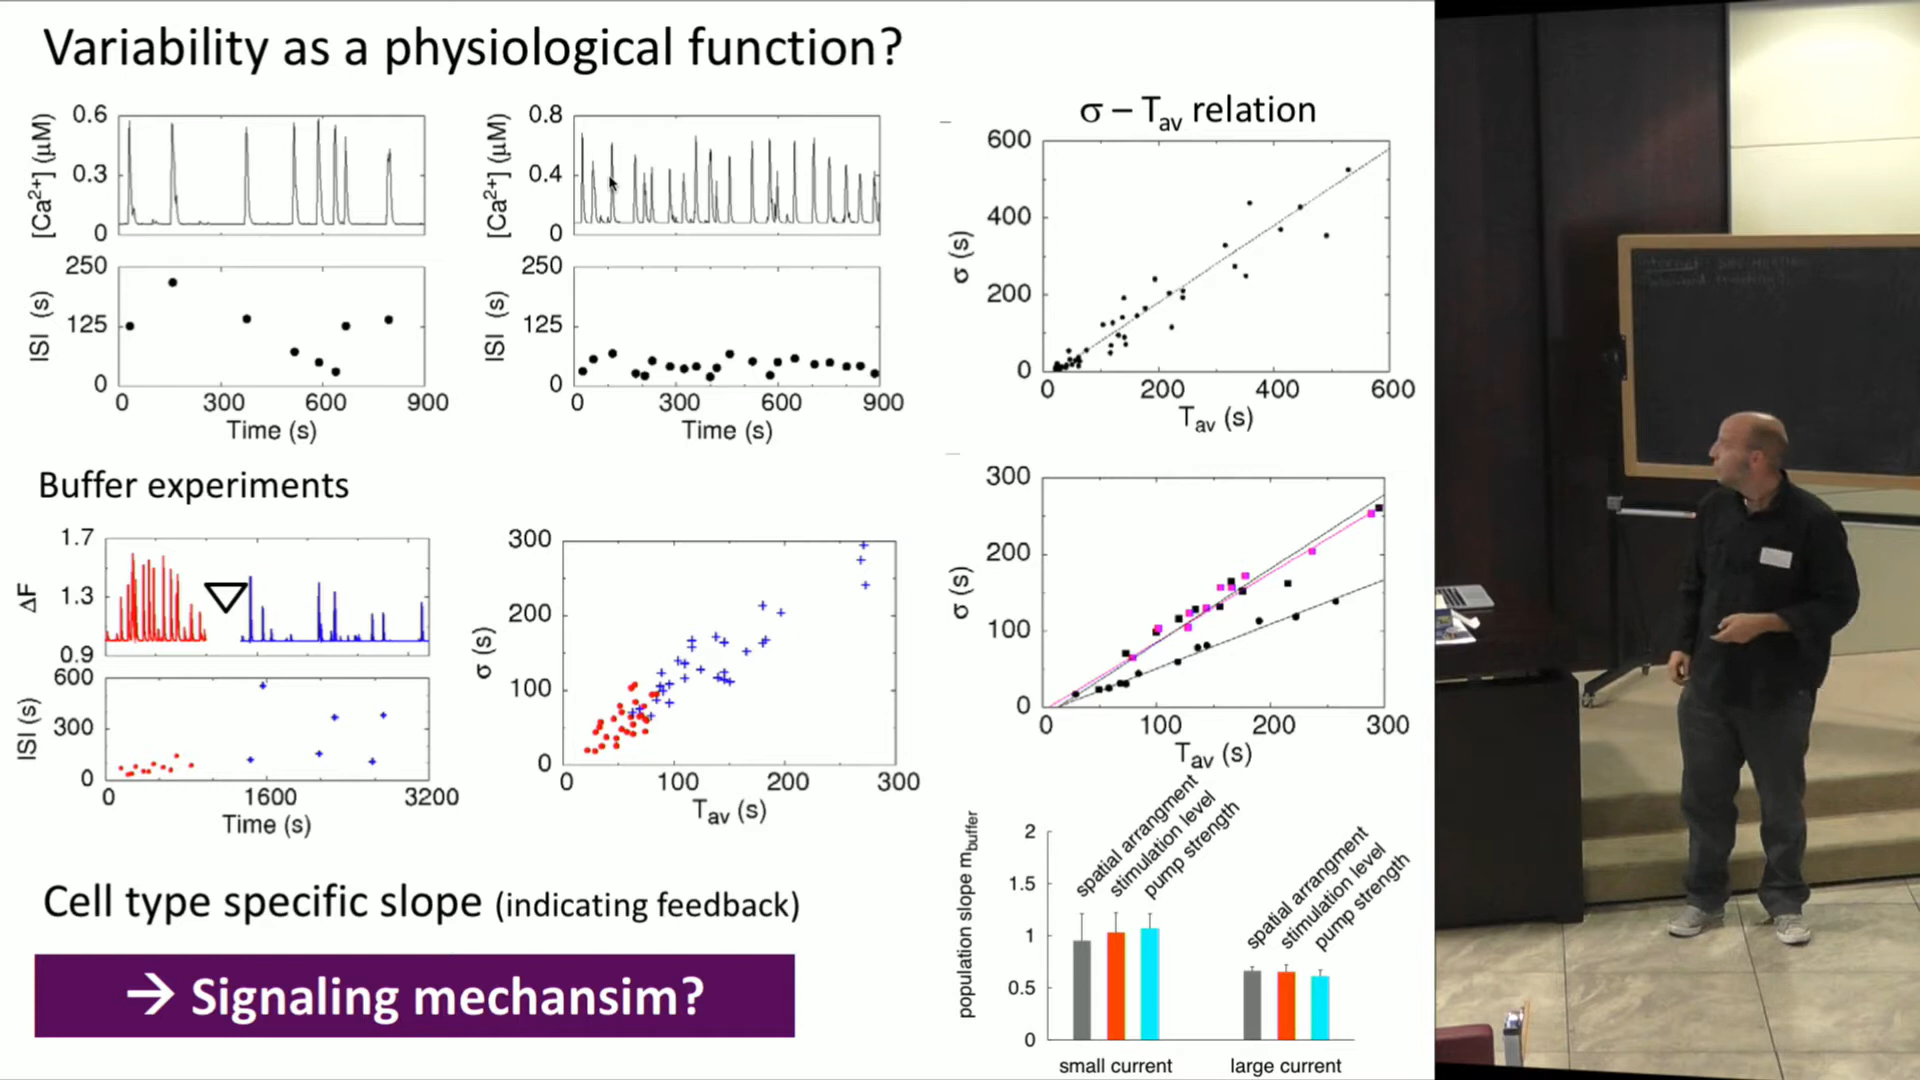 Variability as a physiological function?
[Ca2+] (μM)
0.6
0.3
0
ISI (s)
250
125
0
0 300 600 900
Time (s)
[Ca2+] (μM)
0.8
0.4
0
ISI (s)
250
125
0
0 300 600 900
Time (s)
σ – Tav relation
σ (s)
600
400
200
0
0 200 400 600
Tav (s)
Buffer experiments
ΔF
1.7
1.3
0.9
ISI (s)
600
300
0
0 1600 3200
Time (s)
σ (s)
300
200
100
0
0 100 200 300
Tav (s)
σ (s)
300
200
100
0
0 100 200 300
Tav (s)
Cell type specific slope (indicating feedback)
→ Signaling mechansim?
population slope mbuffer
2
1.5
1
0.5
0
spatial arrangment
stimulation level
pump strength
spatial arrangment
stimulation level
pump strength
small current
large current